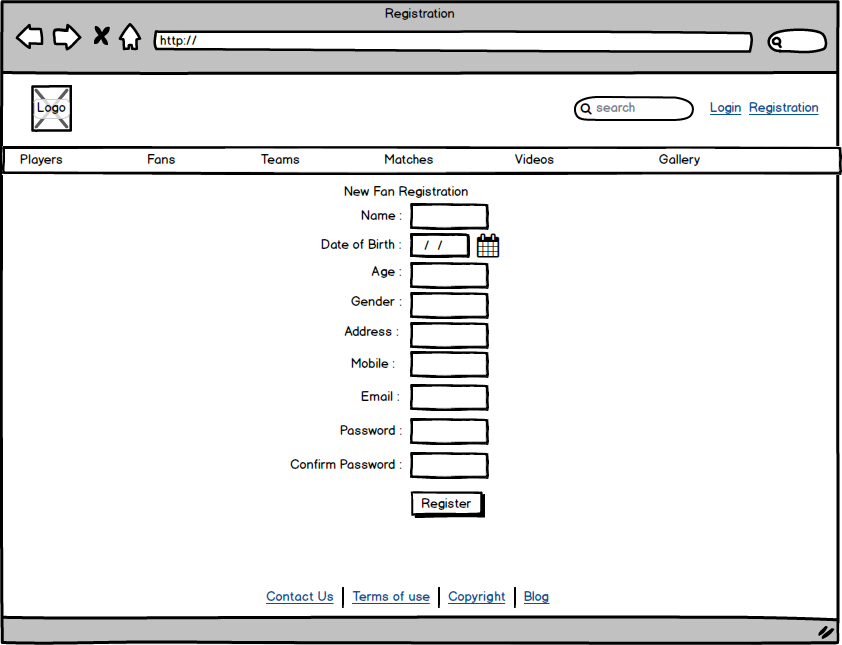 Registration
http://
Logo
search
Login Registration
Players Fans Teams Matches Videos Gallery
New Fan Registration
Name :
Date of Birth : / /
Age :
Gender :
Address :
Mobile :
Email :
Password :
Confirm Password :
Register
Contact Us Terms of use Copyright Blog